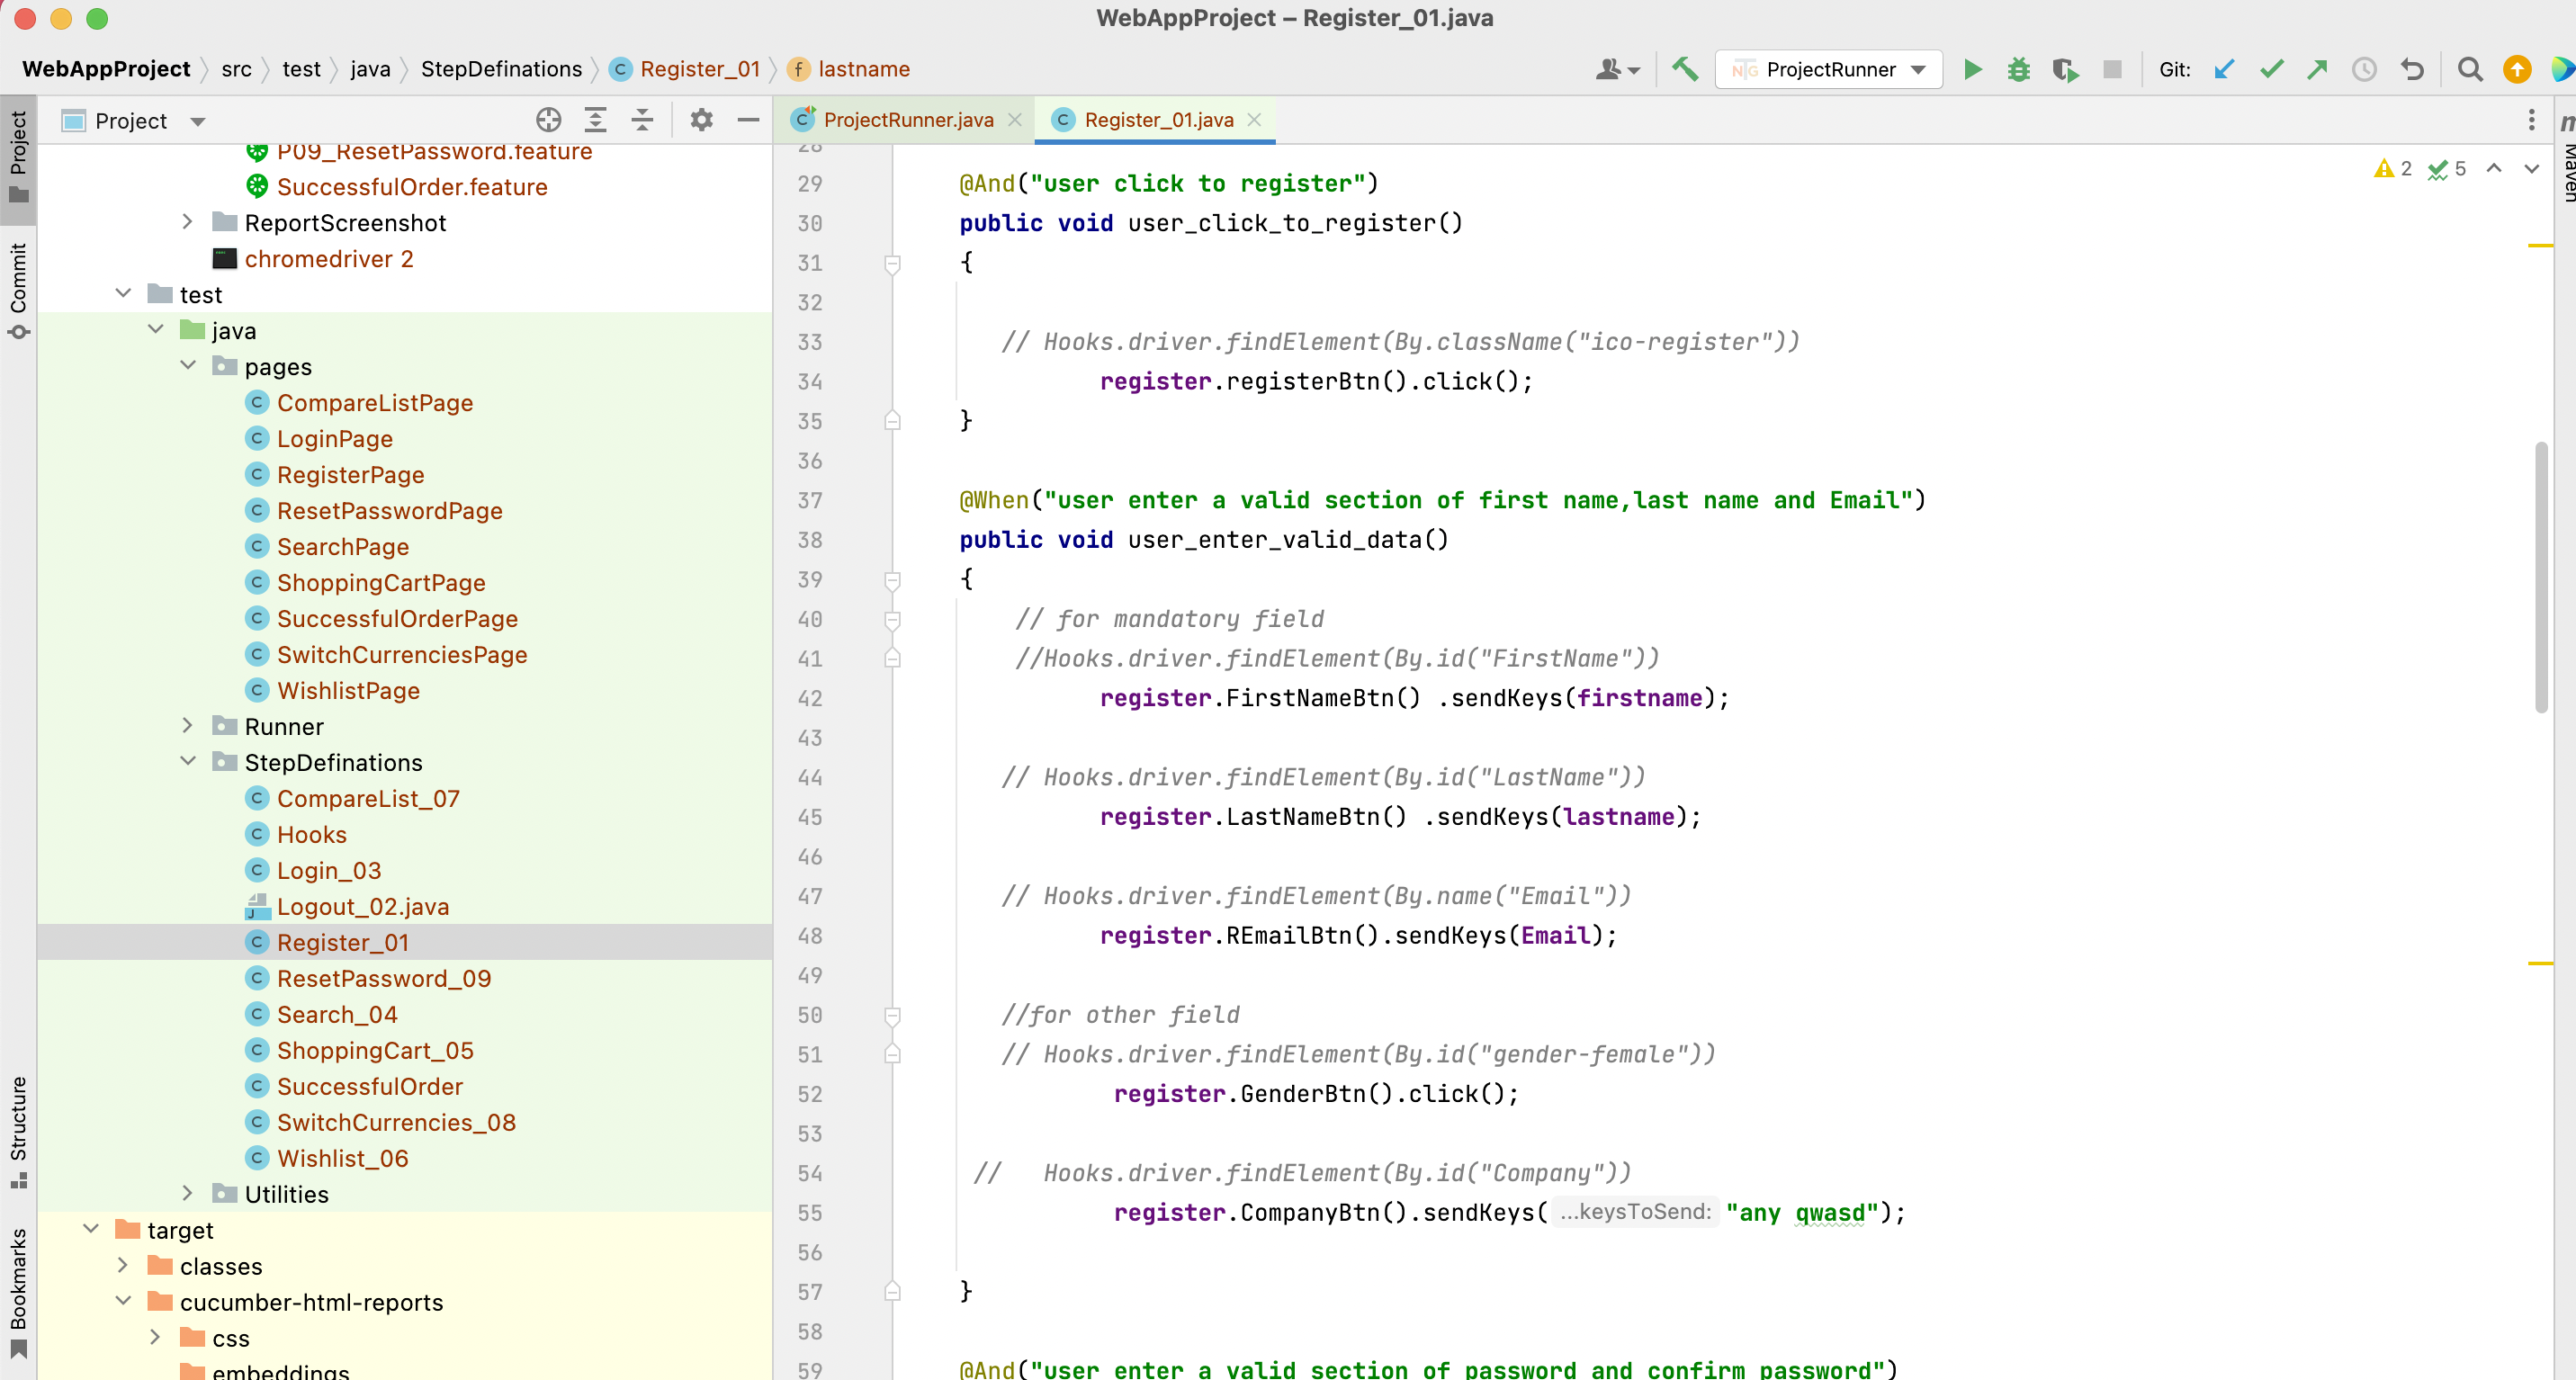 WebAppProject – Register_01.java
WebAppProject src test java StepDefinations C Register_01 f lastname
ProjectRunner
Git:
Project
ProjectRunner.java
Register_01.java
Project
Commit
Structure
Bookmarks
Maven
P09_ResetPassword.feature
SuccessfulOrder.feature
ReportScreenshot
chromedriver 2
test
java
pages
C CompareListPage
C LoginPage
C RegisterPage
C ResetPasswordPage
C SearchPage
C ShoppingCartPage
C SuccessfulOrderPage
C SwitchCurrenciesPage
C WishlistPage
Runner
StepDefinations
C CompareList_07
C Hooks
C Login_03
J Logout_02.java
C Register_01
C ResetPassword_09
C Search_04
C ShoppingCart_05
C SuccessfulOrder
C SwitchCurrencies_08
C Wishlist_06
Utilities
target
classes
cucumber-html-reports
css
embeddings
2 5
28
29 @And("user click to register")
30 public void user_click_to_register()
31 {
32
33 // Hooks.driver.findElement(By.className("ico-register"))
34 register.registerBtn().click();
35 }
36
37 @When("user enter a valid section of first name,last name and Email")
38 public void user_enter_valid_data()
39 {
40 // for mandatory field
41 //Hooks.driver.findElement(By.id("FirstName"))
42 register.FirstNameBtn() .sendKeys(firstname);
43
44 // Hooks.driver.findElement(By.id("LastName"))
45 register.LastNameBtn() .sendKeys(lastname);
46
47 // Hooks.driver.findElement(By.name("Email"))
48 register.REmailBtn().sendKeys(Email);
49
50 //for other field
51 // Hooks.driver.findElement(By.id("gender-female"))
52 register.GenderBtn().click();
53
54 // Hooks.driver.findElement(By.id("Company"))
55 register.CompanyBtn().sendKeys( ...keysToSend: "any qwasd");
56
57 }
58
59 @And("user enter a valid section of password and confirm password")